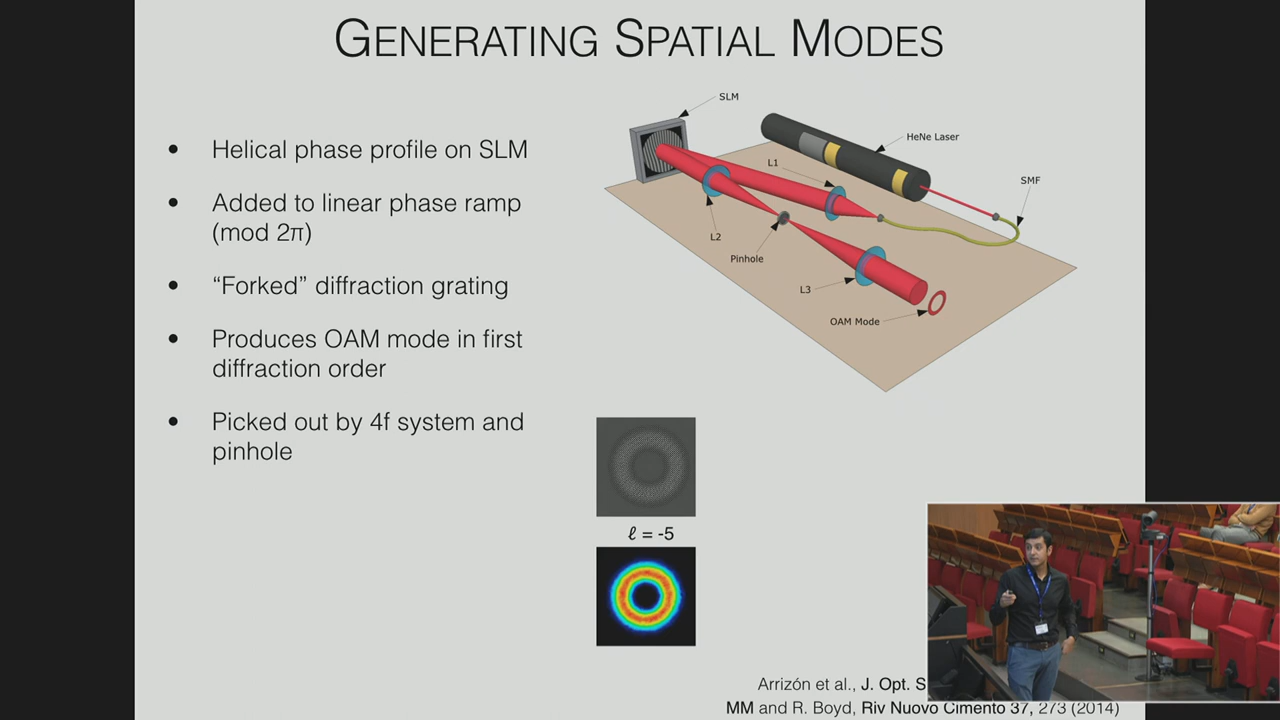 GENERATING SPATIAL MODES
• Helical phase profile on SLM
• Added to linear phase ramp
(mod 2π)
• “Forked” diffraction grating
• Produces OAM mode in first
diffraction order
• Picked out by 4f system and
pinhole
SLM
HeNe Laser
L1
SMF
L2
Pinhole
L3
OAM Mode
ℓ = -5
Arrizón et al., J. Opt. S
MM and R. Boyd, Riv Nuovo Cimento 37, 273 (2014)